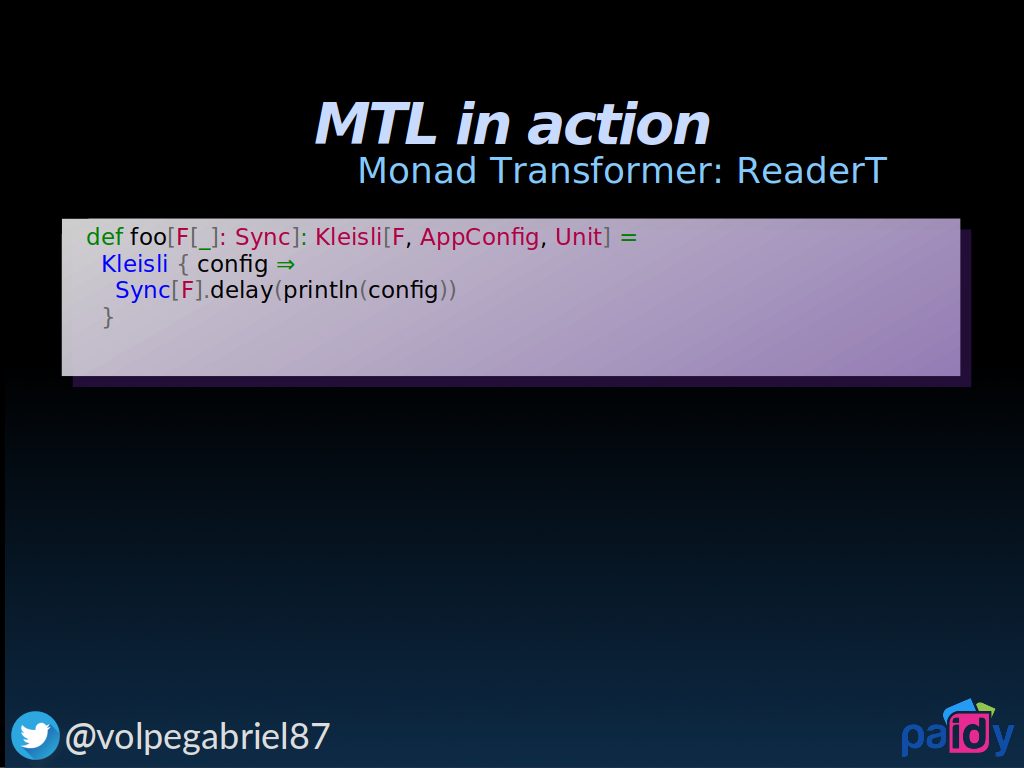 MTL in action
Monad Transformer: ReaderT
def foo[F[_]: Sync]: Kleisli[F, AppConfig, Unit] =
  Kleisli { config ⇒
    Sync[F].delay(println(config))
  }
@volpegabriel87
paidy